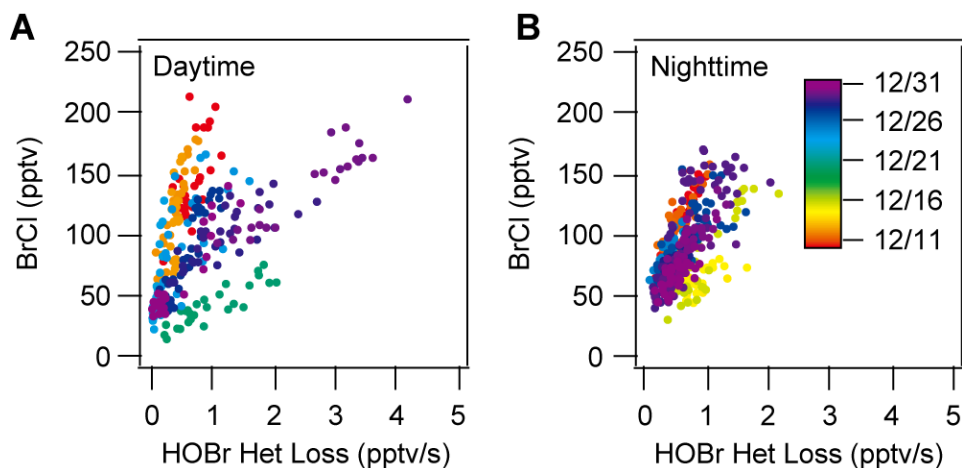 A
Daytime
250
200
150
100
50
0
BrCl (pptv)
0 1 2 3 4 5
HOBr Het Loss (pptv/s)
B
Nighttime
250
200
150
100
50
0
BrCl (pptv)
0 1 2 3 4 5
HOBr Het Loss (pptv/s)
12/31
12/26
12/21
12/16
12/11